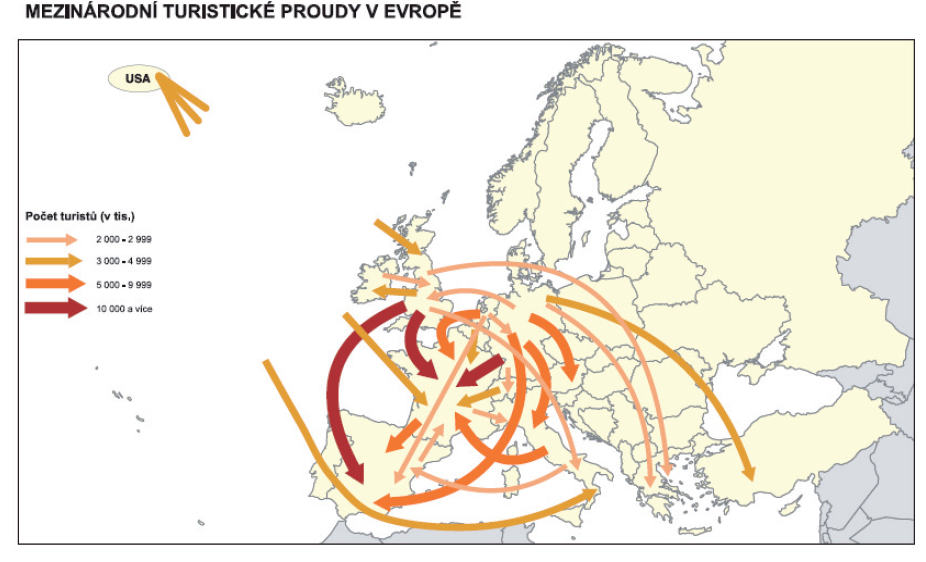 MEZINÁRODNÍ TURISTICKÉ PROUDY V EVROPĚ
USA
Počet turistů (v tis.)
2 000 - 2 999
3 000 - 4 999
5 000 - 9 999
10 000 a více